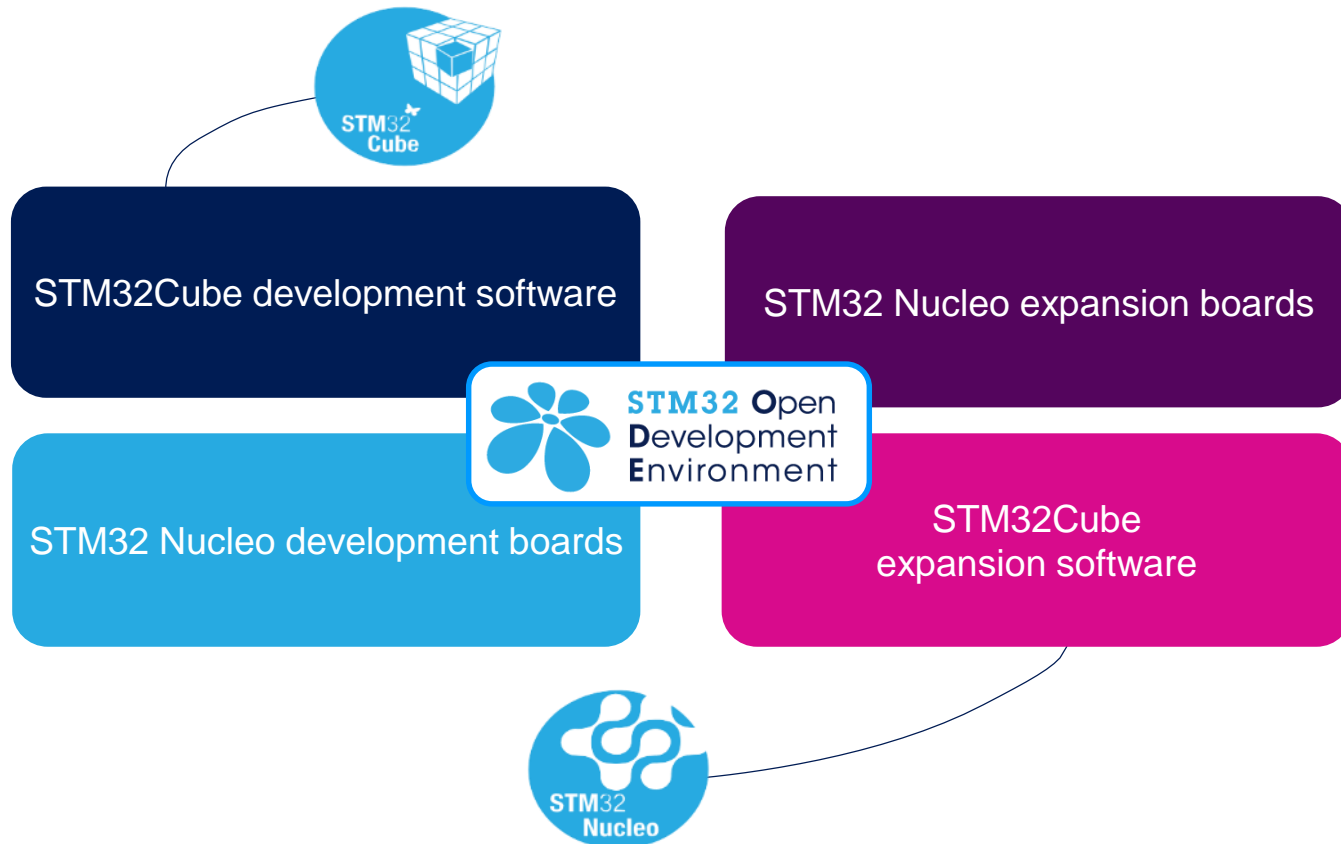 STM32
Cube
STM32Cube development software
STM32 Nucleo expansion boards
STM32 Open
Development
Environment
STM32 Nucleo development boards
STM32Cube
expansion software
STM32
Nucleo